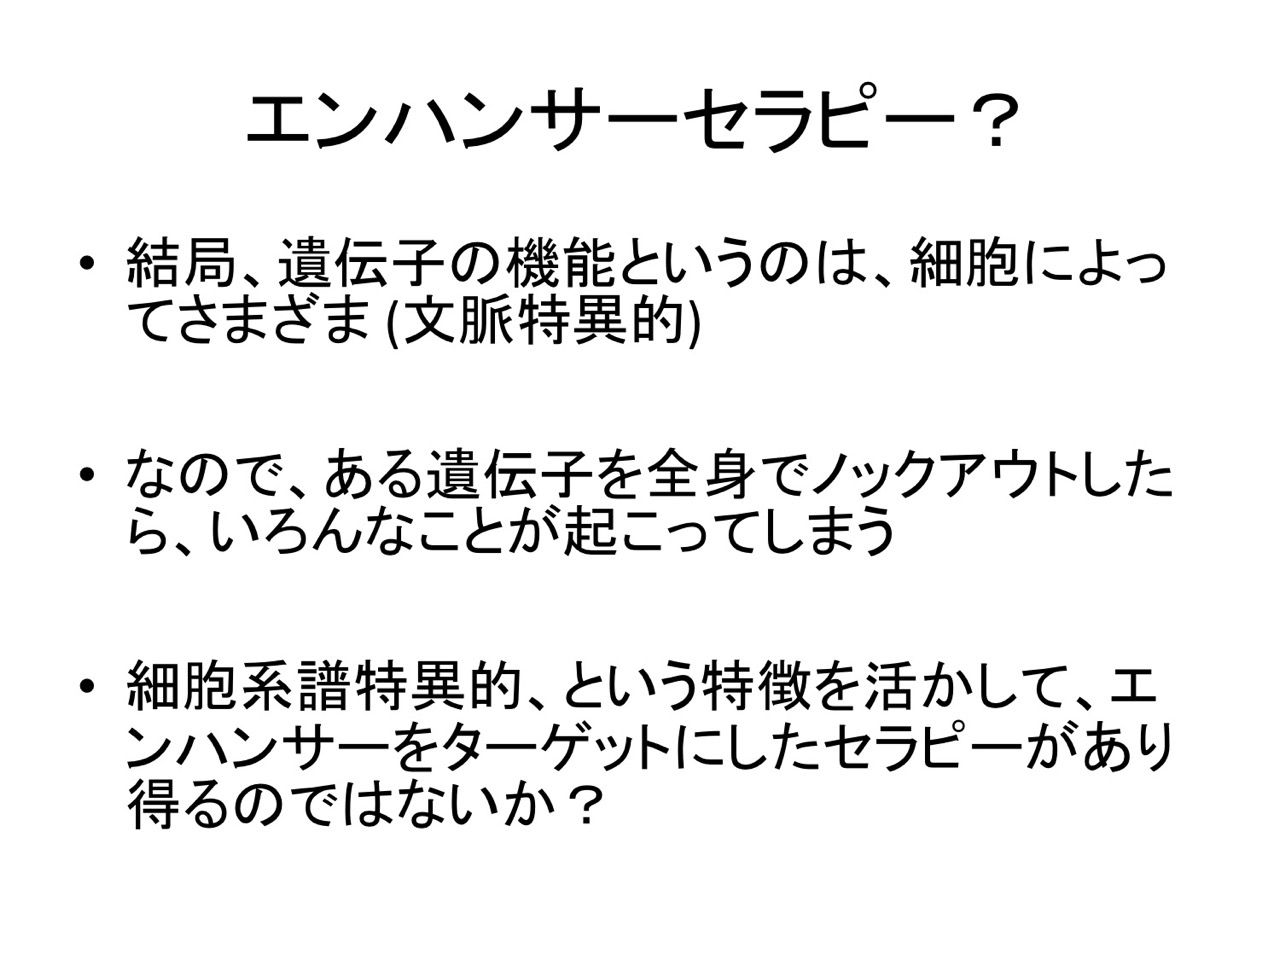 エンハンサーセラピー？
• 結局、遺伝子の機能というのは、細胞によっ
てさまざま (文脈特異的)
• なので、ある遺伝子を全身でノックアウトした
ら、いろんなことが起こってしまう
• 細胞系譜特異的、という特徴を活かして、エ
ンハンサーをターゲットにしたセラピーがあり
得るのではないか？